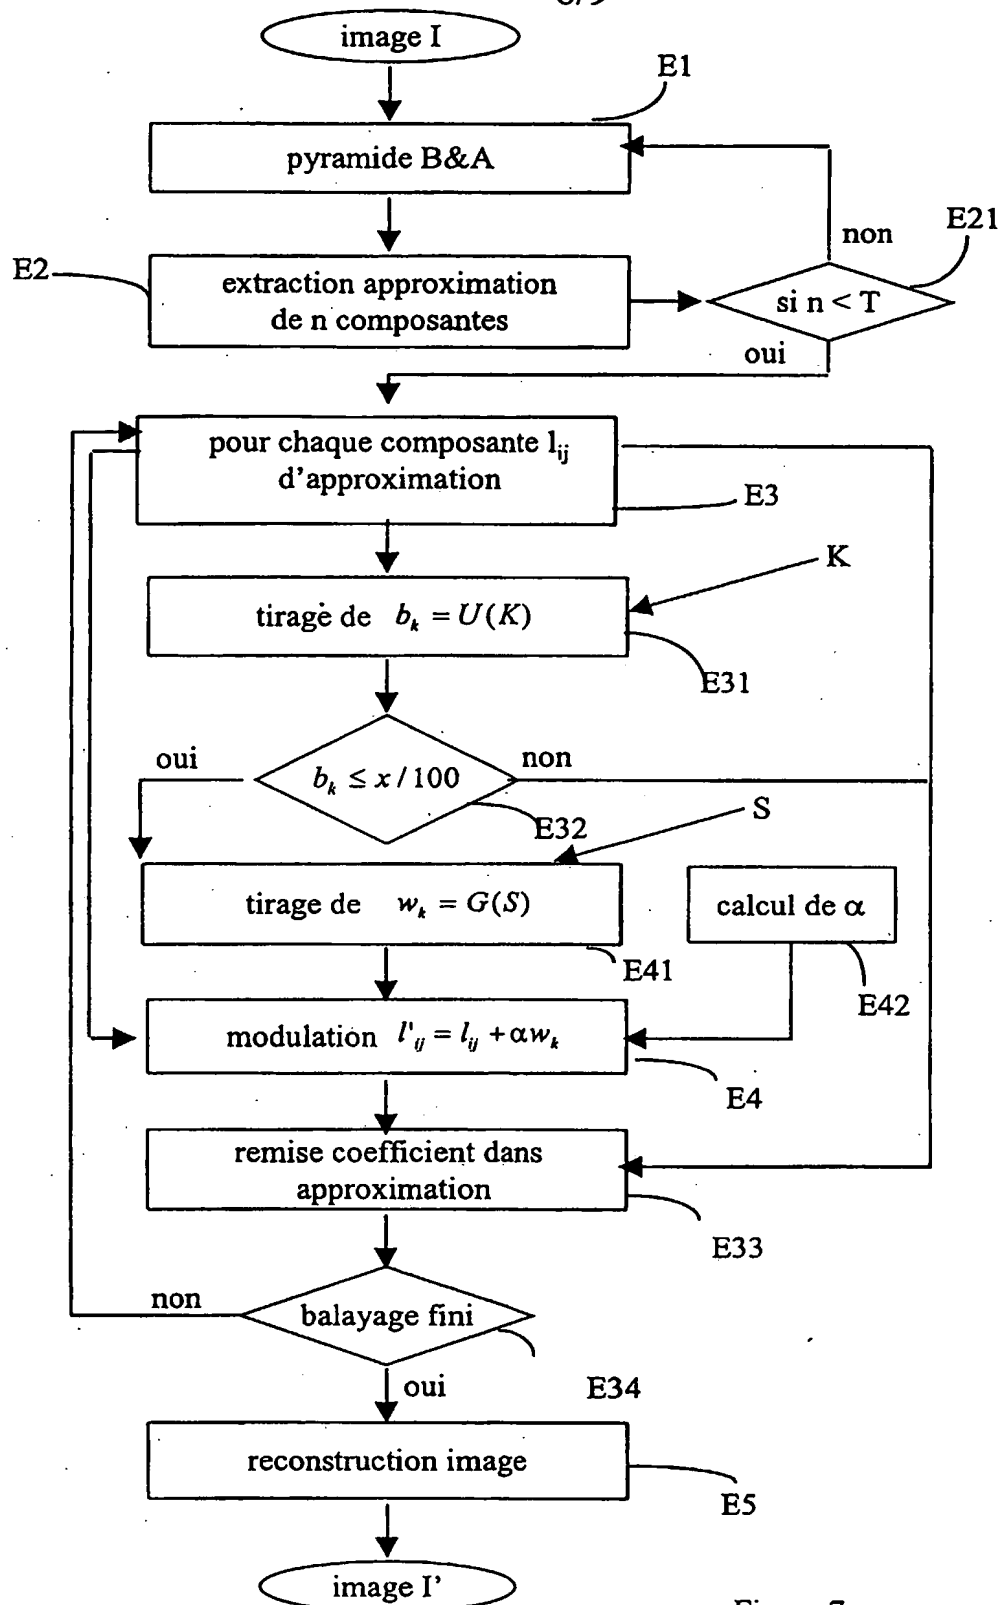 image I
E1
pyramide B&A
non
E21
E2
extraction approximation
de n composantes
si n < T
oui
pour chaque composante l_ij
d'approximation
E3
K
tirage de b_k = U(K)
E31
oui
b_k ≤ x / 100
non
E32
S
tirage de w_k = G(S)
calcul de α
E41
E42
modulation l'_ij = l_ij + αw_k
E4
remise coefficient dans
approximation
E33
non
balayage fini
oui
E34
reconstruction image
E5
image I'